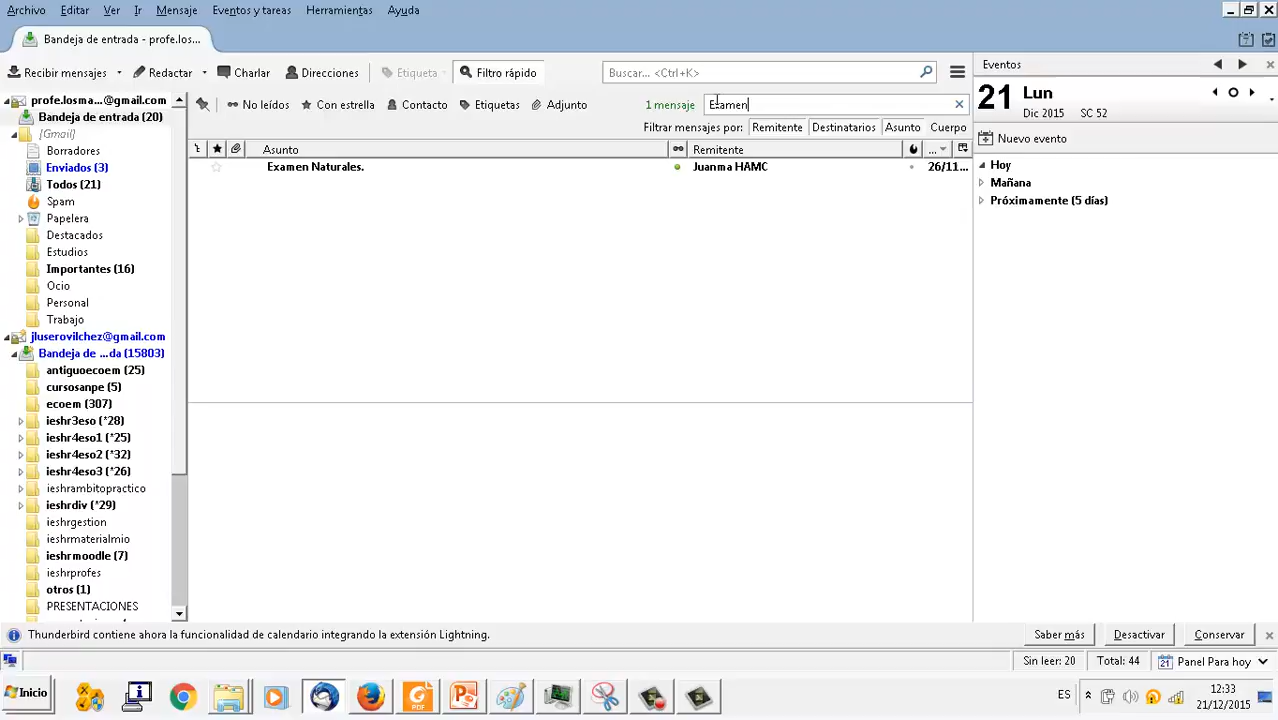 Archivo Editar Ver Ir Mensaje Eventos y tareas Herramientas Ayuda
Bandeja de entrada - profe.los...
Recibir mensajes Redactar Charlar Direcciones Etiqueta Filtro rápido Buscar... <Ctrl+K> Eventos
No leído Con estrella Contacto Etiquetas Adjunto 1 mensaje Examen
Filtrar mensajes por: Remitente Destinatarios Asunto Cuerpo
Asunto Remitente ...
Examen Naturales. Juanma HAMC 26/11...
profe.losma...@gmail.com
Bandeja de entrada (20)
[Gmail]
Borradores
Enviados (3)
Todos (21)
Spam
Papelera
Destacados
Estudios
Importantes (16)
Ocio
Personal
Trabajo
jluserovilchez@gmail.com
Bandeja de ...da (15803)
antiguoecoem (25)
cursosanpe (5)
ecoem (307)
ieshr3eso (*28)
ieshr4eso1 (*25)
ieshr4eso2 (*32)
ieshr4eso3 (*26)
ieshrambitopractico
ieshrdiv (*29)
ieshrgestion
ieshrmaterialmio
ieshrmoodle (7)
ieshrprofes
otros (1)
PRESENTACIONES
21 Lun
Dic 2015 SC 52
Nuevo evento
Hoy
Mañana
Próximamente (5 días)
Thunderbird contiene ahora la funcionalidad de calendario integrando la extensión Lightning. Saber más Desactivar Conservar
Sin leer: 20 Total: 44 21 Panel Para hoy
Inicio PDF ES 12:33
21/12/2015